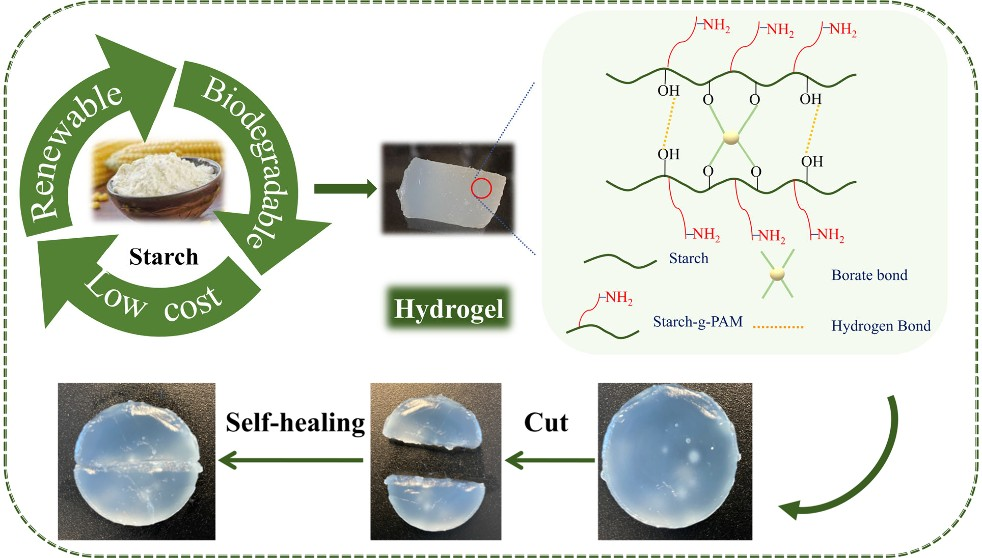 Renewable
Biodegradable
Low cost
Starch
Hydrogel
NH2 NH2 NH2
OH O O OH
OH O O OH
NH2 NH2 NH2
Starch
Borate bond
NH2
Starch-g-PAM
Hydrogen Bond
Self-healing
Cut